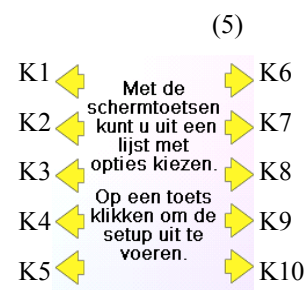 (5)
K1 K6
Met de
schermtoetsen
K2 kunt u uit een K7
lijst met
K3 opties kiezen. K8
Op een toets
K4 klikken om de K9
setup uit te
voeren.
K5 K10